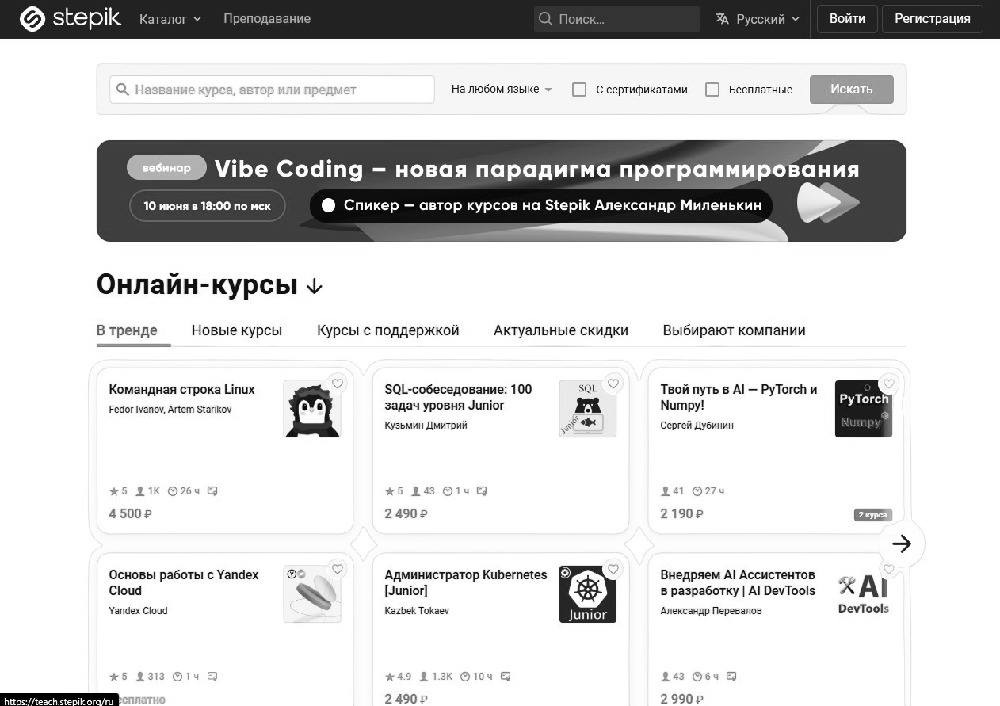 stepik Каталог Преподавание Поиск... Русский Войти Регистрация
Название курса, автор или предмет На любом языке С сертификатами Бесплатные Искать
вебинар Vibe Coding – новая парадигма программирования
10 июня в 18:00 по мск Спикер — автор курсов на Stepik Александр Миленькин
Онлайн-курсы
В тренде Новые курсы Курсы с поддержкой Актуальные скидки Выбирают компании
Командная строка Linux
Fedor Ivanov, Artem Starikov
5 1K 26 ч
4 500 ₽
SQL-собеседование: 100
задач уровня Junior
Кузьмин Дмитрий
SQL
Junior
5 43 1 ч
2 490 ₽
Твой путь в AI — PyTorch и
Numpy!
Сергей Дубинин
PyTorch
Numpy
41 27 ч
2 190 ₽
2 курса
Основы работы с Yandex
Cloud
Yandex Cloud
5 313 1 ч
есплатно
Администратор Kubernetes
[Junior]
Kazbek Tokaev
Junior
4.9 1.3K 10 ч
2 490 ₽
Внедряем AI Ассистентов
в разработку | AI DevTools
Александр Перевалов
AI
DevTools
43 6 ч
2 990 ₽
https://teach.stepik.org/ru